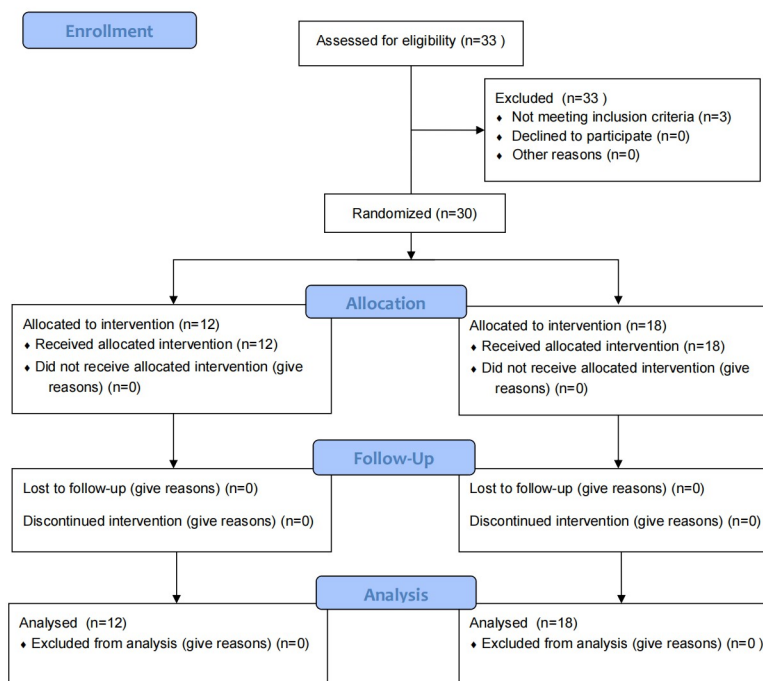 Enrollment
Assessed for eligibility (n=33 )
Excluded (n=33 )
♦ Not meeting inclusion criteria (n=3)
♦ Declined to participate (n=0)
♦ Other reasons (n=0)
Randomized (n=30)
Allocation
Allocated to intervention (n=12)
♦ Received allocated intervention (n=12)
♦ Did not receive allocated intervention (give
reasons) (n=0)
Allocated to intervention (n=18)
♦ Received allocated intervention (n=18)
♦ Did not receive allocated intervention (give
reasons) (n=0)
Follow-Up
Lost to follow-up (give reasons) (n=0)
Discontinued intervention (give reasons) (n=0)
Lost to follow-up (give reasons) (n=0)
Discontinued intervention (give reasons) (n=0)
Analysis
Analysed (n=12)
♦ Excluded from analysis (give reasons) (n=0)
Analysed (n=18)
♦ Excluded from analysis (give reasons) (n=0 )